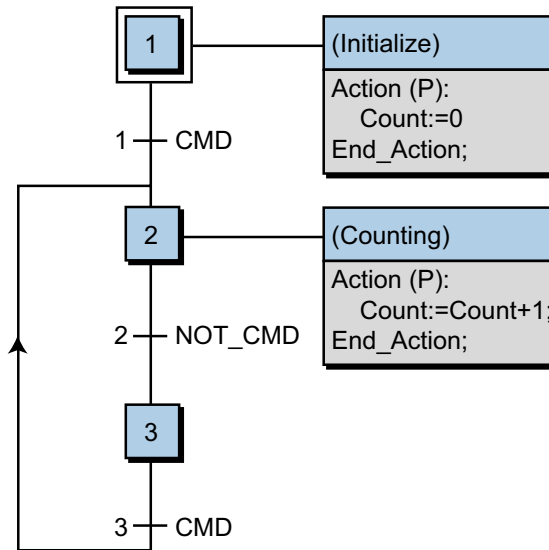 1
(Initialize)
Action (P):
Count:=0
End_Action;
1 CMD
2
(Counting)
Action (P):
Count:=Count+1;
End_Action;
2 NOT_CMD
3
3 CMD